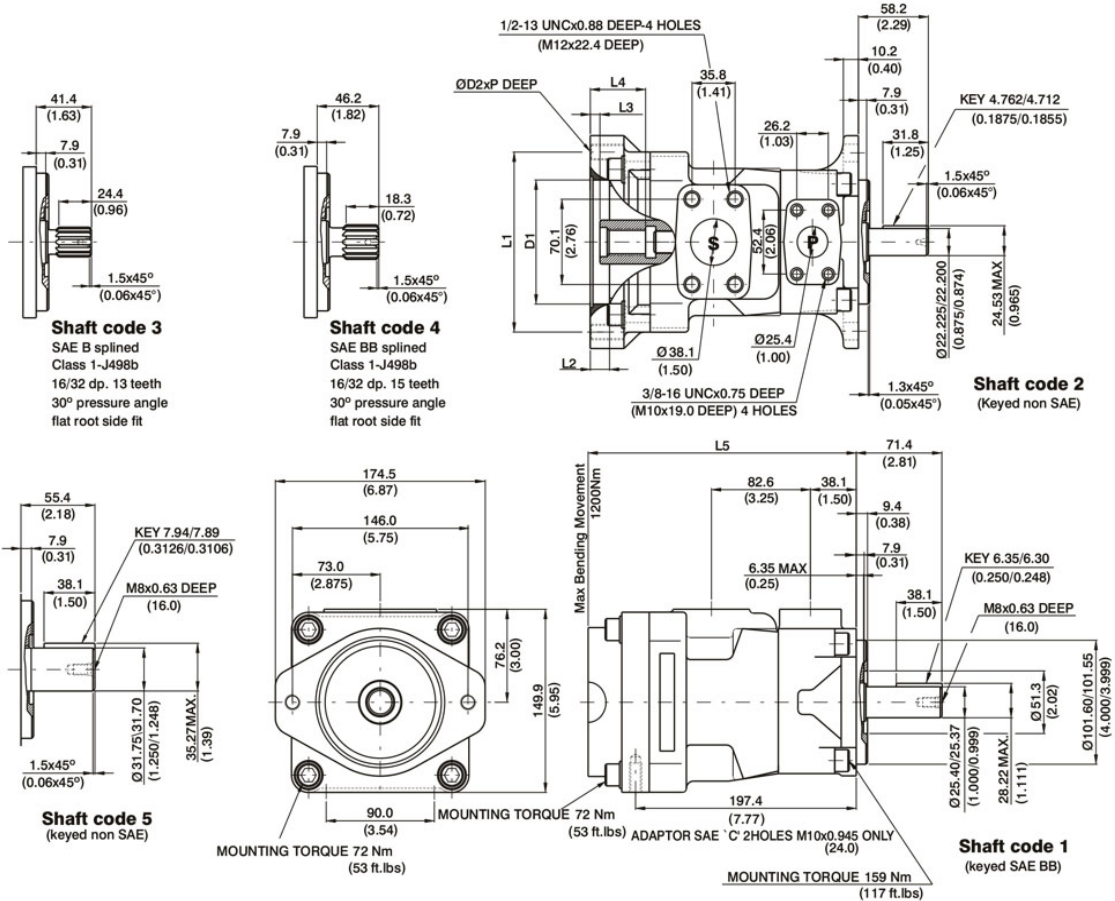 58.2
(2.29)
1/2-13 UNCx0.88 DEEP-4 HOLES
(M12x22.4 DEEP)
10.2
(0.40)
ØD2xP DEEP
L4
L3
35.8
(1.41)
7.9
(0.31)
KEY 4.762/4.712
(0.1875/0.1855)
41.4
(1.63)
46.2
(1.82)
26.2
(1.03)
31.8
(1.25)
7.9
(0.31)
7.9
(0.31)
1.5x45º
(0.06x45°)
24.4
(0.96)
18.3
(0.72)
L1
D1
70.1
(2.76)
S
52.4
(2.06)
P
1.5x45º
(0.06x45°)
1.5x45º
(0.06x45°)
Ø22.225/22.200
(0.875/0.874)
24.53 MAX
(0.965)
Shaft code 3
SAE B splined
Class 1-J498b
16/32 dp. 13 teeth
30º pressure angle
flat root side fit
Shaft code 4
SAE BB splined
Class 1-J498b
16/32 dp. 15 teeth
30º pressure angle
flat root side fit
L2
Ø38.1
(1.50)
Ø25.4
(1.00)
3/8-16 UNCx0.75 DEEP
(M10x19.0 DEEP) 4 HOLES
1.3x45º
(0.05x45°)
Shaft code 2
(Keyed non SAE)
55.4
(2.18)
7.9
(0.31)
38.1
(1.50)
KEY 7.94/7.89
(0.3126/0.3106)
M8x0.63 DEEP
(16.0)
Ø31.75\31.70
(1.250/1.248)
35.27MAX.
(1.39)
1.5x45º
(0.06x45º)
Shaft code 5
(keyed non SAE)
174.5
(6.87)
146.0
(5.75)
73.0
(2.875)
76.2
(3.00)
149.9
(5.95)
90.0
(3.54)
MOUNTING TORQUE 72 Nm
(53 ft.lbs)
Max Bending Movement
1200Nm
L5
71.4
(2.81)
82.6
(3.25)
38.1
(1.50)
9.4
(0.38)
7.9
(0.31)
6.35 MAX
(0.25)
KEY 6.35/6.30
(0.250/0.248)
38.1
(1.50)
M8x0.63 DEEP
(16.0)
Ø51.3
(2.02)
Ø101.60/101.55
(4.000/3.999)
Ø25.40/25.37
(1.000/0.999)
28.22 MAX.
(1.111)
197.4
(7.77)
MOUNTING TORQUE 72 Nm
(53 ft.lbs)
ADAPTOR SAE `C' 2HOLES M10x0.945 ONLY
(24.0)
MOUNTING TORQUE 159 Nm
(117 ft.lbs)
Shaft code 1
(keyed SAE BB)